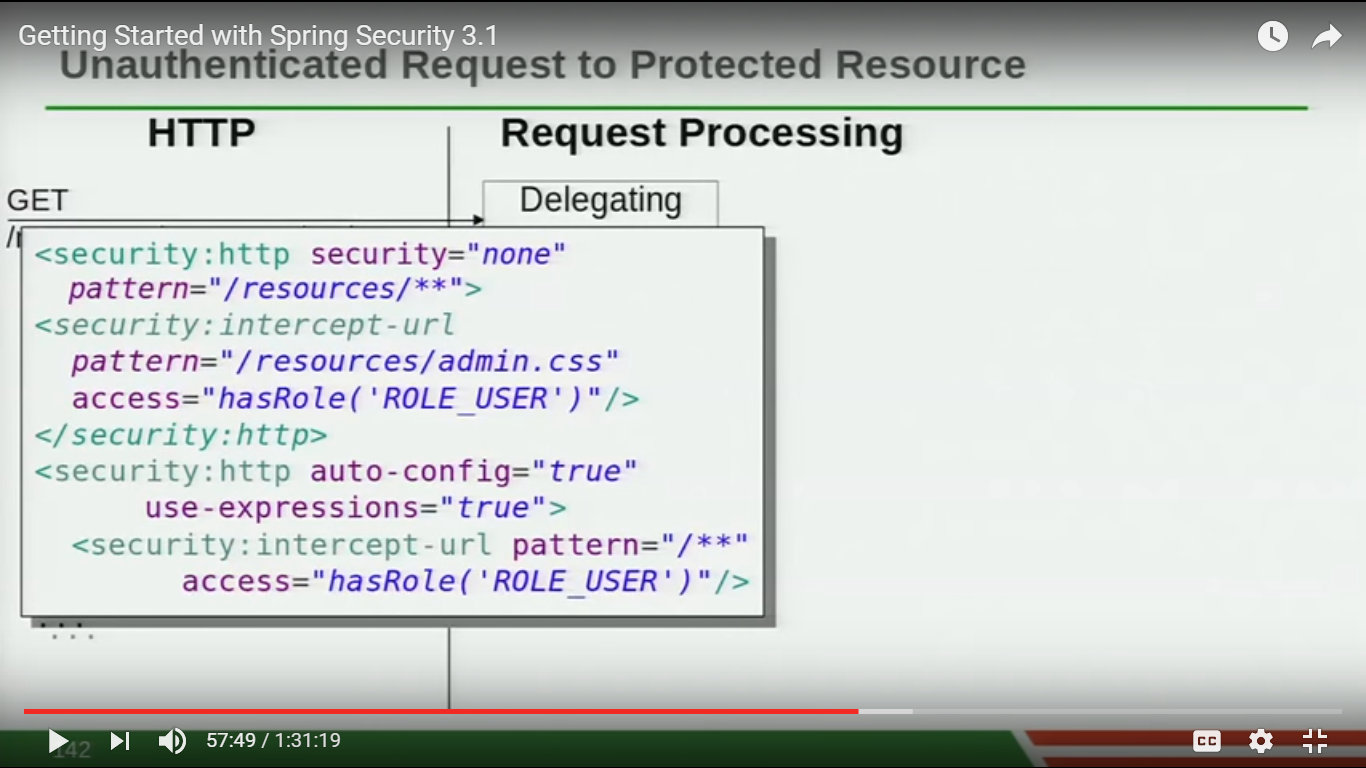 Getting Started with Spring Security 3.1
Unauthenticated Request to Protected Resource
HTTP
Request Processing
GET
Delegating
<security:http security="none"
pattern="/resources/**">
<security:intercept-url
pattern="/resources/admin.css"
access="hasRole('ROLE_USER')"/>
</security:http>
<security:http auto-config="true"
use-expressions="true">
<security:intercept-url pattern="/**"
access="hasRole('ROLE_USER')"/>
...
142
57:49 / 1:31:19
CC